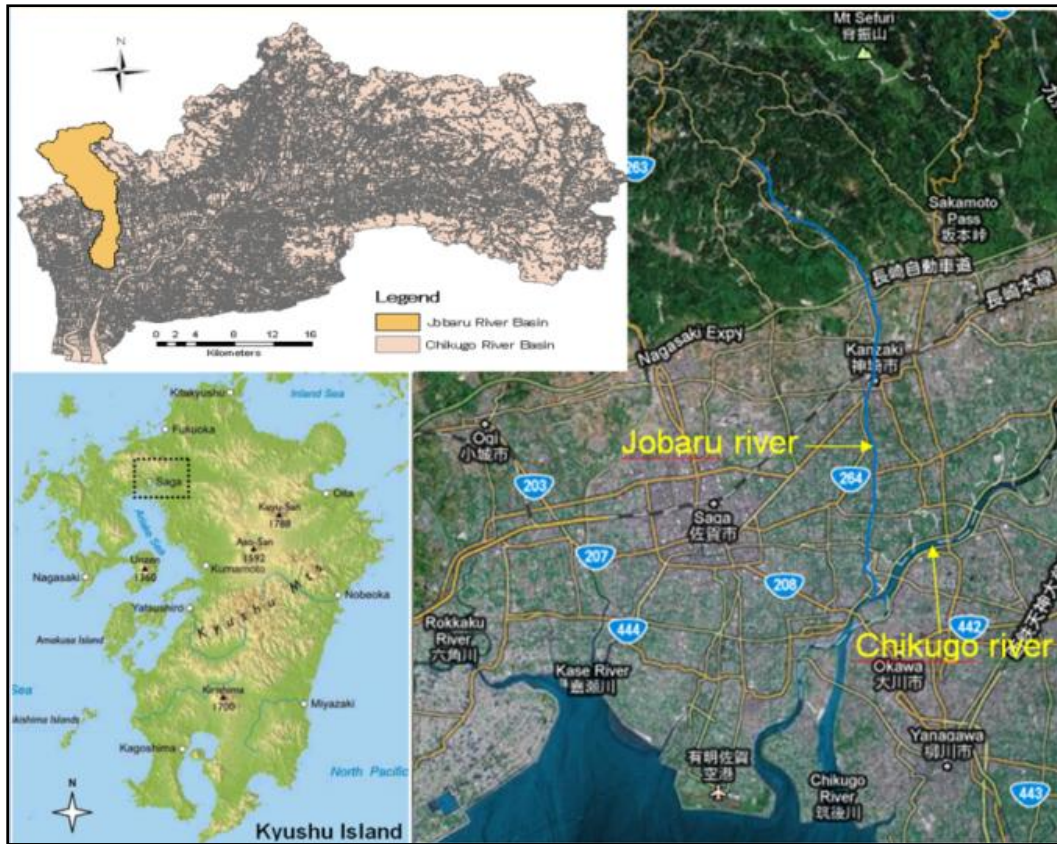 N
Legend
Jobaru River Basin
Chikugo River Basin
0 2 4 8 12 16
Kilometers
Kitakyushu
Inland Sea
Fukuoka
Saga
Oita
Kuyu-San
1788
Aso-San
1592
Unzen
1360
Nagasaki
Kumamoto
Kyushu Mts
Yatsushiro
Nobeoka
Amakusa Island
Sea
Kirishima
1700
Miyazaki
Kagoshima
North Pacific
N
Kyushu Island
Mt Sefuri
脊振山
263
Sakamoto
Pass
坂本峠
長崎自動車道
長崎本線
Nagasaki Expy
Kanzaki
神埼市
Ogi
小城市
Jobaru river
203
264
Saga
佐賀市
207
208
444
442
Chikugo river
Rokkaku
River
六角川
Kase River
嘉瀬川
Okawa
大川市
Yanagawa
柳川市
有明佐賀
空港
Chikugo
River
筑後川
443